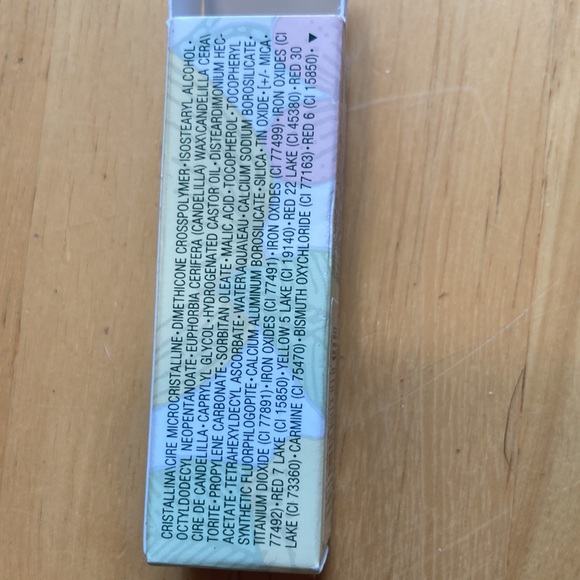 CRISTALLINA\CIRE MICROCRISTALLINE•DIMETHICONE CROSSPOLYMER•ISOSTEARYL ALCOHOL•
OCTYLDODECYL NEOPENTANOATE•EUPHORBIA CERIFERA (CANDELILLA) WAX\CANDELILLA CERA\
CIRE DE CANDELILLA•CAPRYLYL GLYCOL•HYDROGENATED CASTOR OIL•DISTEARDIMONIUM HEC-
TORITE•PROPYLENE CARBONATE•SORBITAN OLEATE•MALIC ACID•TOCOPHEROL•TOCOPHERYL
ACETATE•TETRAHEXYLDECYL ASCORBATE•WATER\AQUA\EAU•CALCIUM SODIUM BOROSILICATE•
SYNTHETIC FLUORPHLOGOPITE•CALCIUM ALUMINUM BOROSILICATE•SILICA•TIN OXIDE•[+/- MICA•
TITANIUM DIOXIDE (CI 77891)•IRON OXIDES (CI 77491)•IRON OXIDES (CI 77499)•IRON OXIDES (CI
77492)•RED 7 LAKE (CI 15850)•YELLOW 5 LAKE (CI 19140)•RED 22 LAKE (CI 45380)•RED 30
LAKE (CI 73360)•CARMINE (CI 75470)•BISMUTH OXYCHLORIDE (CI 77163)•RED 6 (CI 15850)•